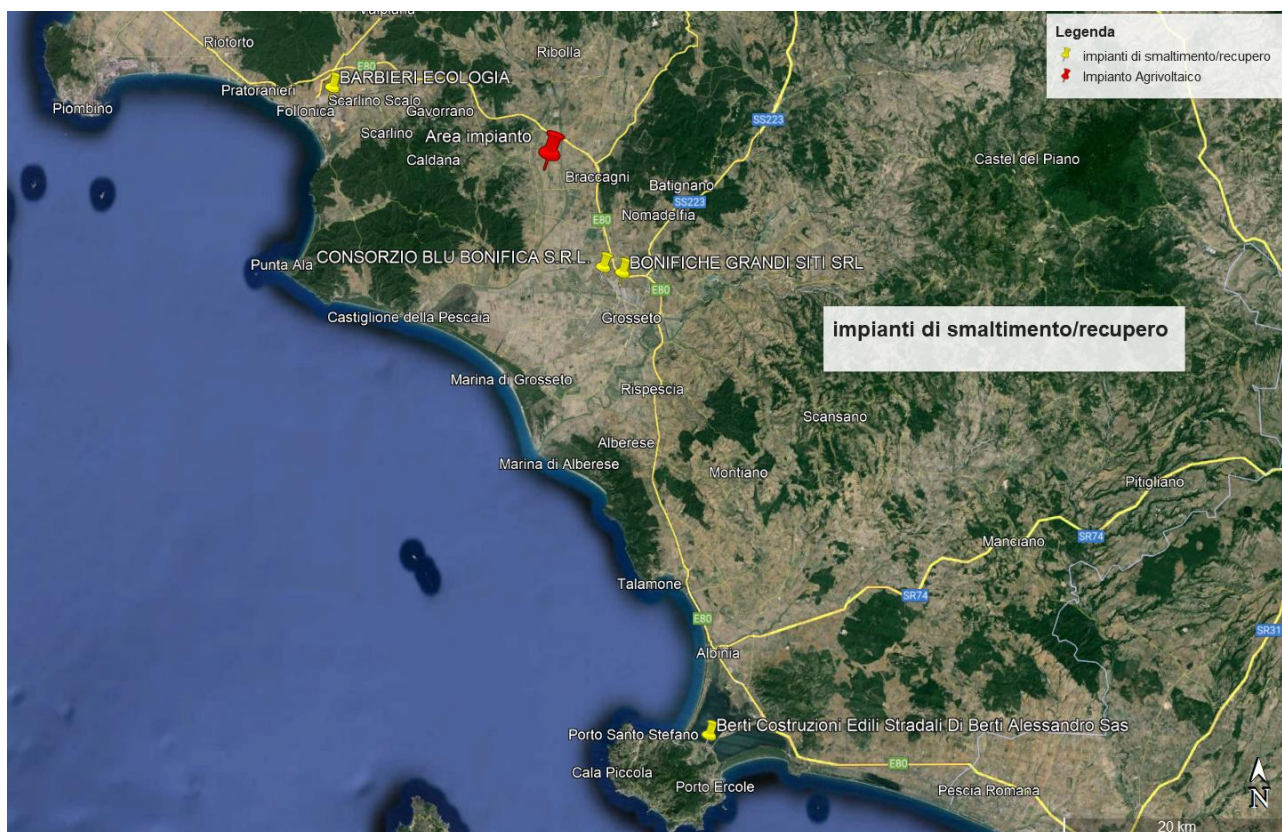 Valpiana
Legenda
impianti di smaltimento/recupero
Impianto Agrivoltaico
Riotorto
Ribolla
E80
BARBIERI ECOLOGIA
Pratoranieri
Piombino
Follonica
Scarlino Scalo
Gavorrano
SS223
Scarlino
Area impianto
Caldana
Castel del Piano
Braccagni
Batignano
SS223
Nomadelfia
E80
CONSORZIO BLU BONIFICA S.R.L.
BONIFICHE GRANDI SITI SRL
Punta Ala
E80
Castiglione della Pescaia
Grosseto
impianti di smaltimento/recupero
Marina di Grosseto
Rispescia
Scansano
Alberese
Marina di Alberese
Montiano
Pitigliano
SR74
Manciano
Talamone
SR74
E80
SR31
Albinia
Berti Costruzioni Edili Stradali Di Berti Alessandro Sas
Porto Santo Stefano
E80
Cala Piccola
Porto Ercole
Pescia Romana
N
20 km